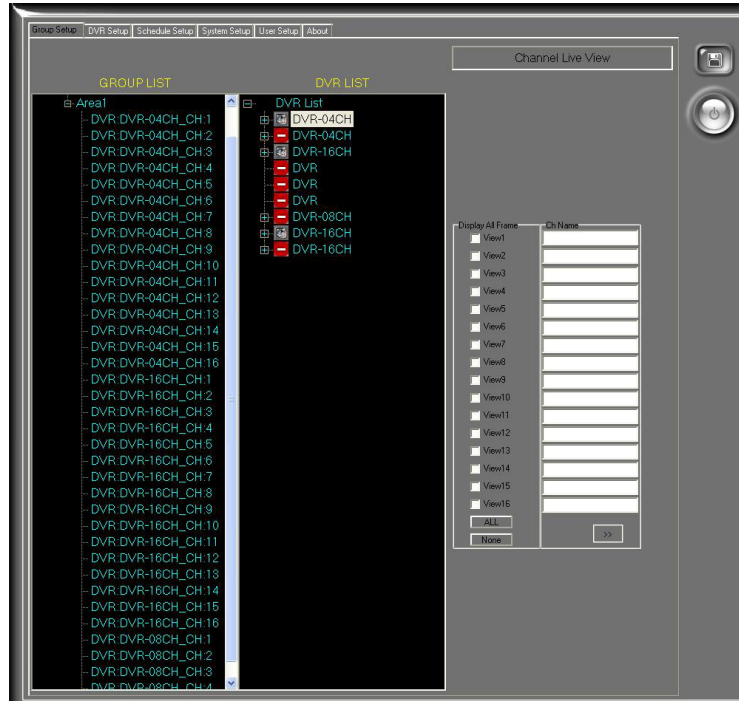 Group Setup DVR Setup Schedule Setup System Setup User Setup About
Channel Live View
GROUP LIST
Area1
DVR:DVR-04CH_CH:1
DVR:DVR-04CH_CH:2
DVR:DVR-04CH_CH:3
DVR:DVR-04CH_CH:4
DVR:DVR-04CH_CH:5
DVR:DVR-04CH_CH:6
DVR:DVR-04CH_CH:7
DVR:DVR-04CH_CH:8
DVR:DVR-04CH_CH:9
DVR:DVR-04CH_CH:10
DVR:DVR-04CH_CH:11
DVR:DVR-04CH_CH:12
DVR:DVR-04CH_CH:13
DVR:DVR-04CH_CH:14
DVR:DVR-04CH_CH:15
DVR:DVR-04CH_CH:16
DVR:DVR-16CH_CH:1
DVR:DVR-16CH_CH:2
DVR:DVR-16CH_CH:3
DVR:DVR-16CH_CH:4
DVR:DVR-16CH_CH:5
DVR:DVR-16CH_CH:6
DVR:DVR-16CH_CH:7
DVR:DVR-16CH_CH:8
DVR:DVR-16CH_CH:9
DVR:DVR-16CH_CH:10
DVR:DVR-16CH_CH:11
DVR:DVR-16CH_CH:12
DVR:DVR-16CH_CH:13
DVR:DVR-16CH_CH:14
DVR:DVR-16CH_CH:15
DVR:DVR-16CH_CH:16
DVR:DVR-08CH_CH:1
DVR:DVR-08CH_CH:2
DVR:DVR-08CH_CH:3
DVR:DVR-08CH_CH:4
DVR LIST
DVR List
DVR-04CH
DVR-04CH
DVR-16CH
DVR
DVR
DVR
DVR-08CH
DVR-16CH
DVR-16CH
Display All Frame Ch Name
View1
View2
View3
View4
View5
View6
View7
View8
View9
View10
View11
View12
View13
View14
View15
View16
ALL
None
>>